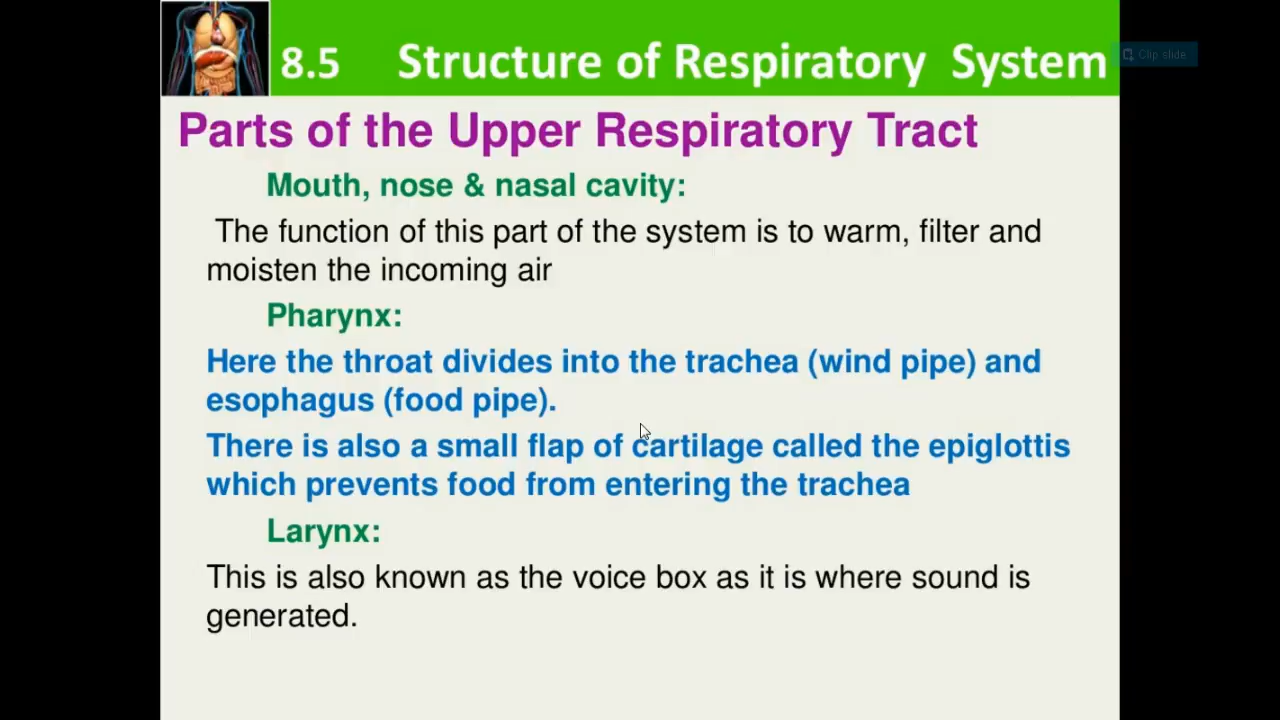 8.5 Structure of Respiratory System
Clip slide
Parts of the Upper Respiratory Tract
Mouth, nose & nasal cavity:
The function of this part of the system is to warm, filter and
moisten the incoming air
Pharynx:
Here the throat divides into the trachea (wind pipe) and
esophagus (food pipe).
There is also a small flap of cartilage called the epiglottis
which prevents food from entering the trachea
Larynx:
This is also known as the voice box as it is where sound is
generated.